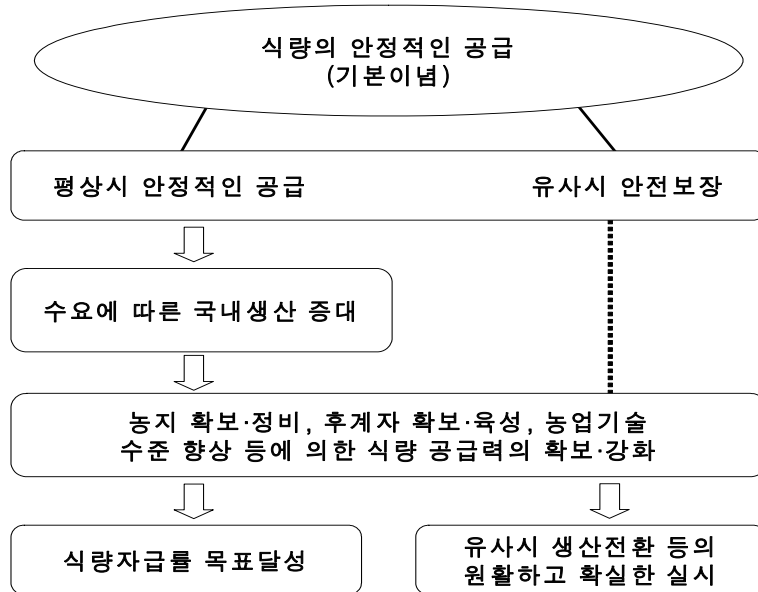 식량의 안정적인 공급
(기본이념)
평상시 안정적인 공급
유사시 안전보장
수요에 따른 국내생산 증대
농지 확보·정비, 후계자 확보·육성, 농업기술
수준 향상 등에 의한 식량 공급력의 확보·강화
식량자급률 목표달성
유사시 생산전환 등의
원활하고 확실한 실시